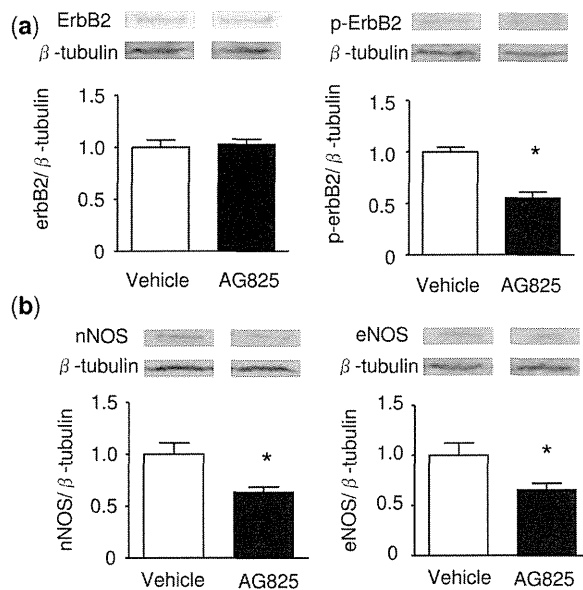 (a)
ErbB2
β-tubulin
erbB2/β-tubulin
1.5
1.0
0.5
0
Vehicle AG825
p-ErbB2
β-tubulin
p-erbB2/β-tubulin
1.5
1.0
0.5
0
*
Vehicle AG825
(b)
nNOS
β-tubulin
nNOS/β-tubulin
1.5
1.0
0.5
0
*
Vehicle AG825
eNOS
β-tubulin
eNOS/β-tubulin
1.5
1.0
0.5
0
*
Vehicle AG825